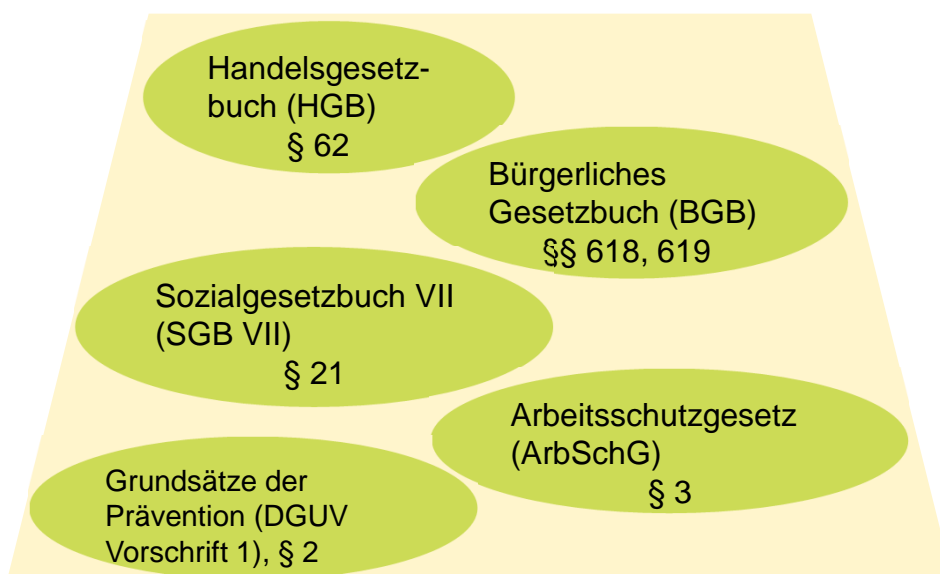 Handelsgesetz-
buch (HGB)
§ 62
Bürgerliches
Gesetzbuch (BGB)
§§ 618, 619
Sozialgesetzbuch VII
(SGB VII)
§ 21
Arbeitsschutzgesetz
(ArbSchG)
§ 3
Grundsätze der
Prävention (DGUV
Vorschrift 1), § 2